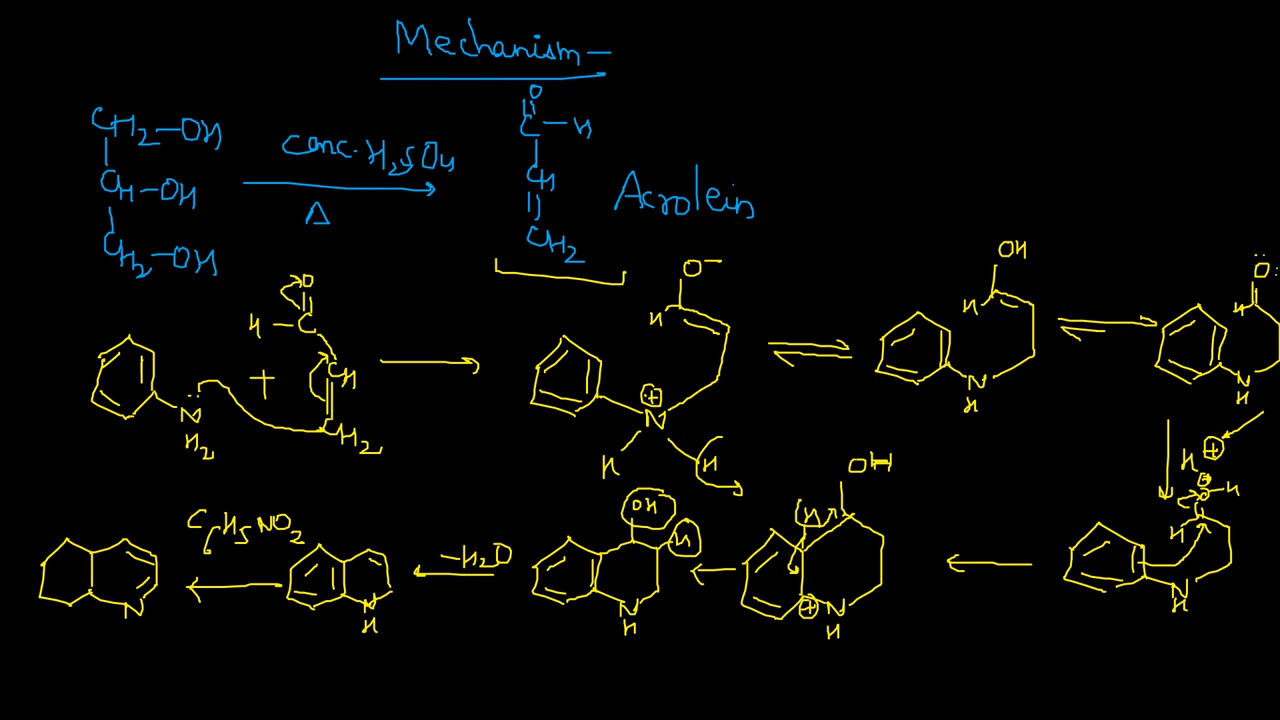 Mechanism—
CH2—OH
CH—OH
CH2—OH
Conc. H2SO4
Δ
O
C—H
CH
CH2
Acrolein
O
H—C
CH
CH2
+
N̈
H2
O⁻
H
⊕
N
H
H
OH
H
N
H
:Ö:
H
N
H
H⊕
⊕
O—H
H
N
H
OH
H
⊕
N
H
OH
H
N
H
—H2O
N
H
C6H5NO2
N